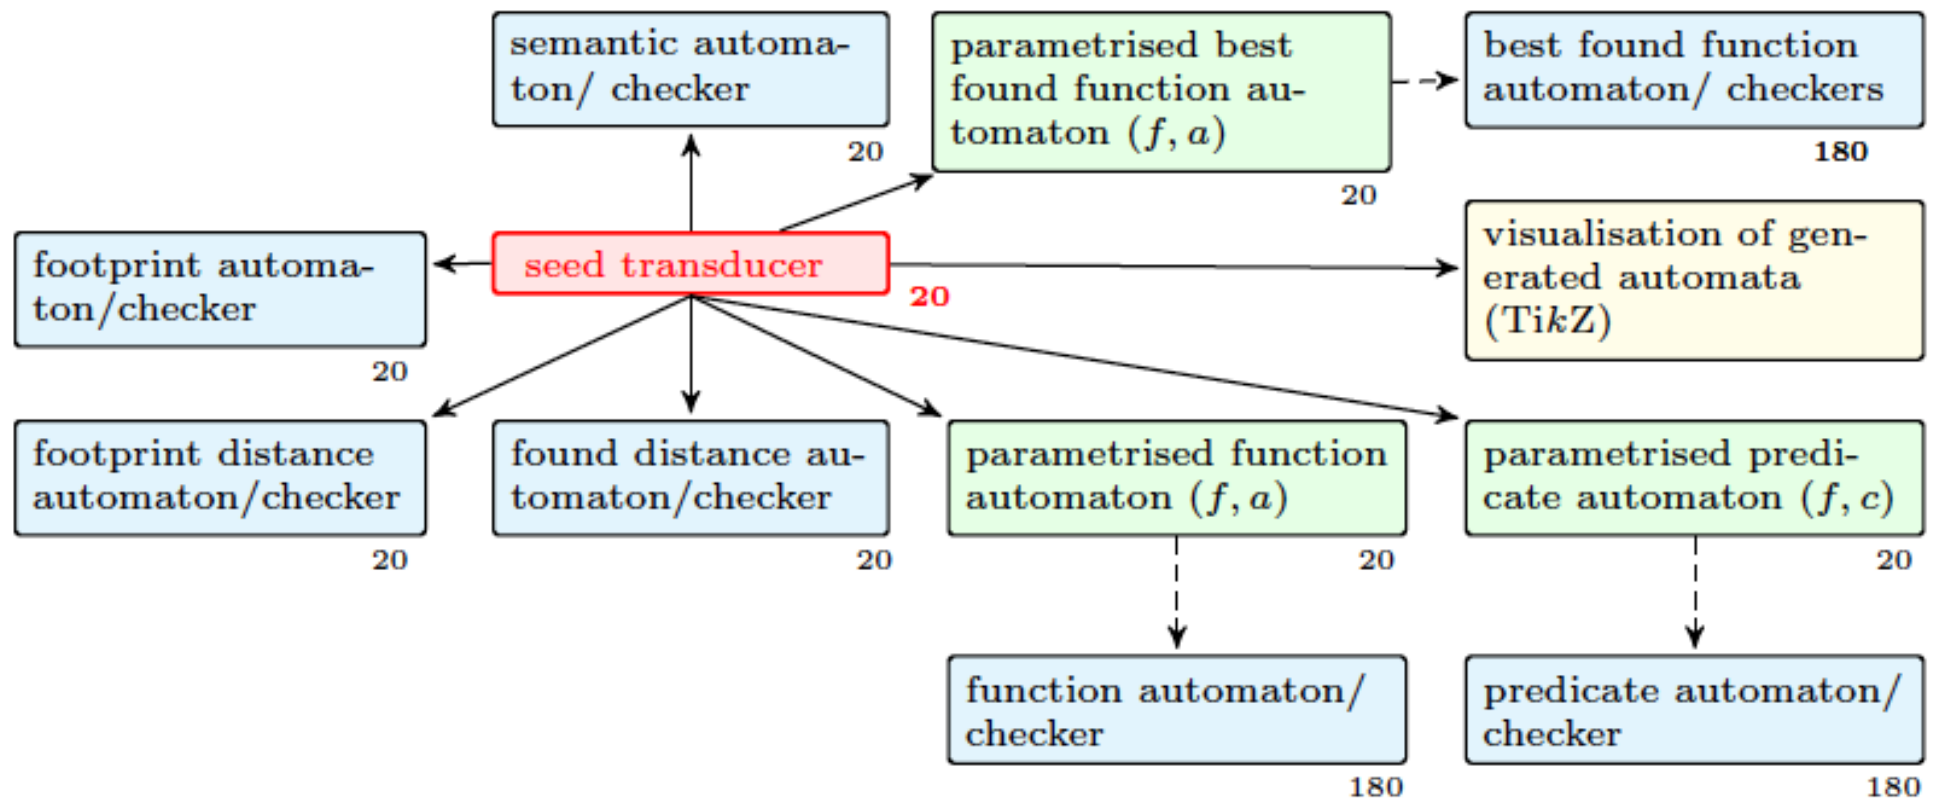 semantic automa-
ton/ checker
20
parametrised best
found function au-
tomaton (f, a)
20
best found function
automaton/ checkers
180
footprint automa-
ton/checker
20
seed transducer
20
visualisation of gen-
erated automata
(TikZ)
footprint distance
automaton/checker
20
found distance au-
tomaton/checker
20
parametrised function
automaton (f, a)
20
parametrised predi-
cate automaton (f, c)
20
function automaton/
checker
180
predicate automaton/
checker
180